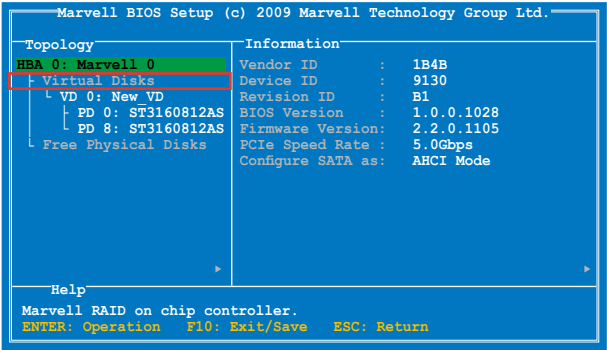 Marvell BIOS Setup (c) 2009 Marvell Technology Group Ltd.
Topology
HBA 0: Marvell 0
Virtual Disks
VD 0: New_VD
PD 0: ST3160812AS
PD 8: ST3160812AS
Free Physical Disks
Information
Vendor ID : 1B4B
Device ID : 9130
Revision ID : B1
BIOS Version : 1.0.0.1028
Firmware Version: 2.2.0.1105
PCIe Speed Rate : 5.0Gbps
Configure SATA as: AHCI Mode
Help
Marvell RAID on chip controller.
ENTER: Operation F10: Exit/Save ESC: Return